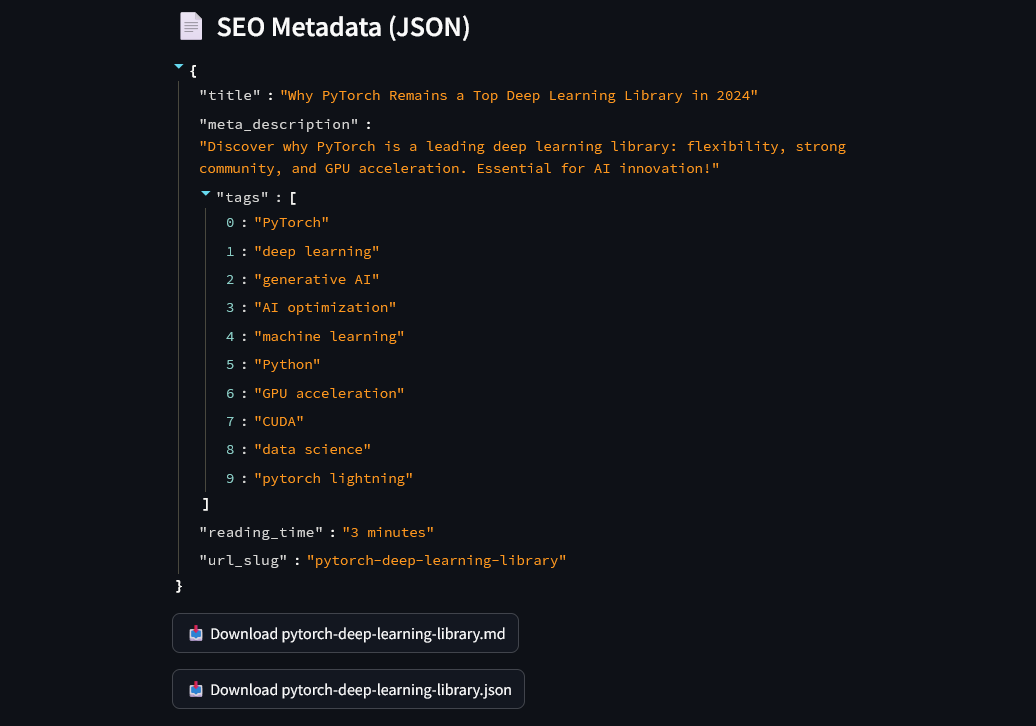 SEO Metadata (JSON)
{
"title" : "Why PyTorch Remains a Top Deep Learning Library in 2024"
"meta_description" :
"Discover why PyTorch is a leading deep learning library: flexibility, strong
community, and GPU acceleration. Essential for AI innovation!"
"tags" : [
0 : "PyTorch"
1 : "deep learning"
2 : "generative AI"
3 : "AI optimization"
4 : "machine learning"
5 : "Python"
6 : "GPU acceleration"
7 : "CUDA"
8 : "data science"
9 : "pytorch lightning"
]
"reading_time" : "3 minutes"
"url_slug" : "pytorch-deep-learning-library"
}
Download pytorch-deep-learning-library.md
Download pytorch-deep-learning-library.json